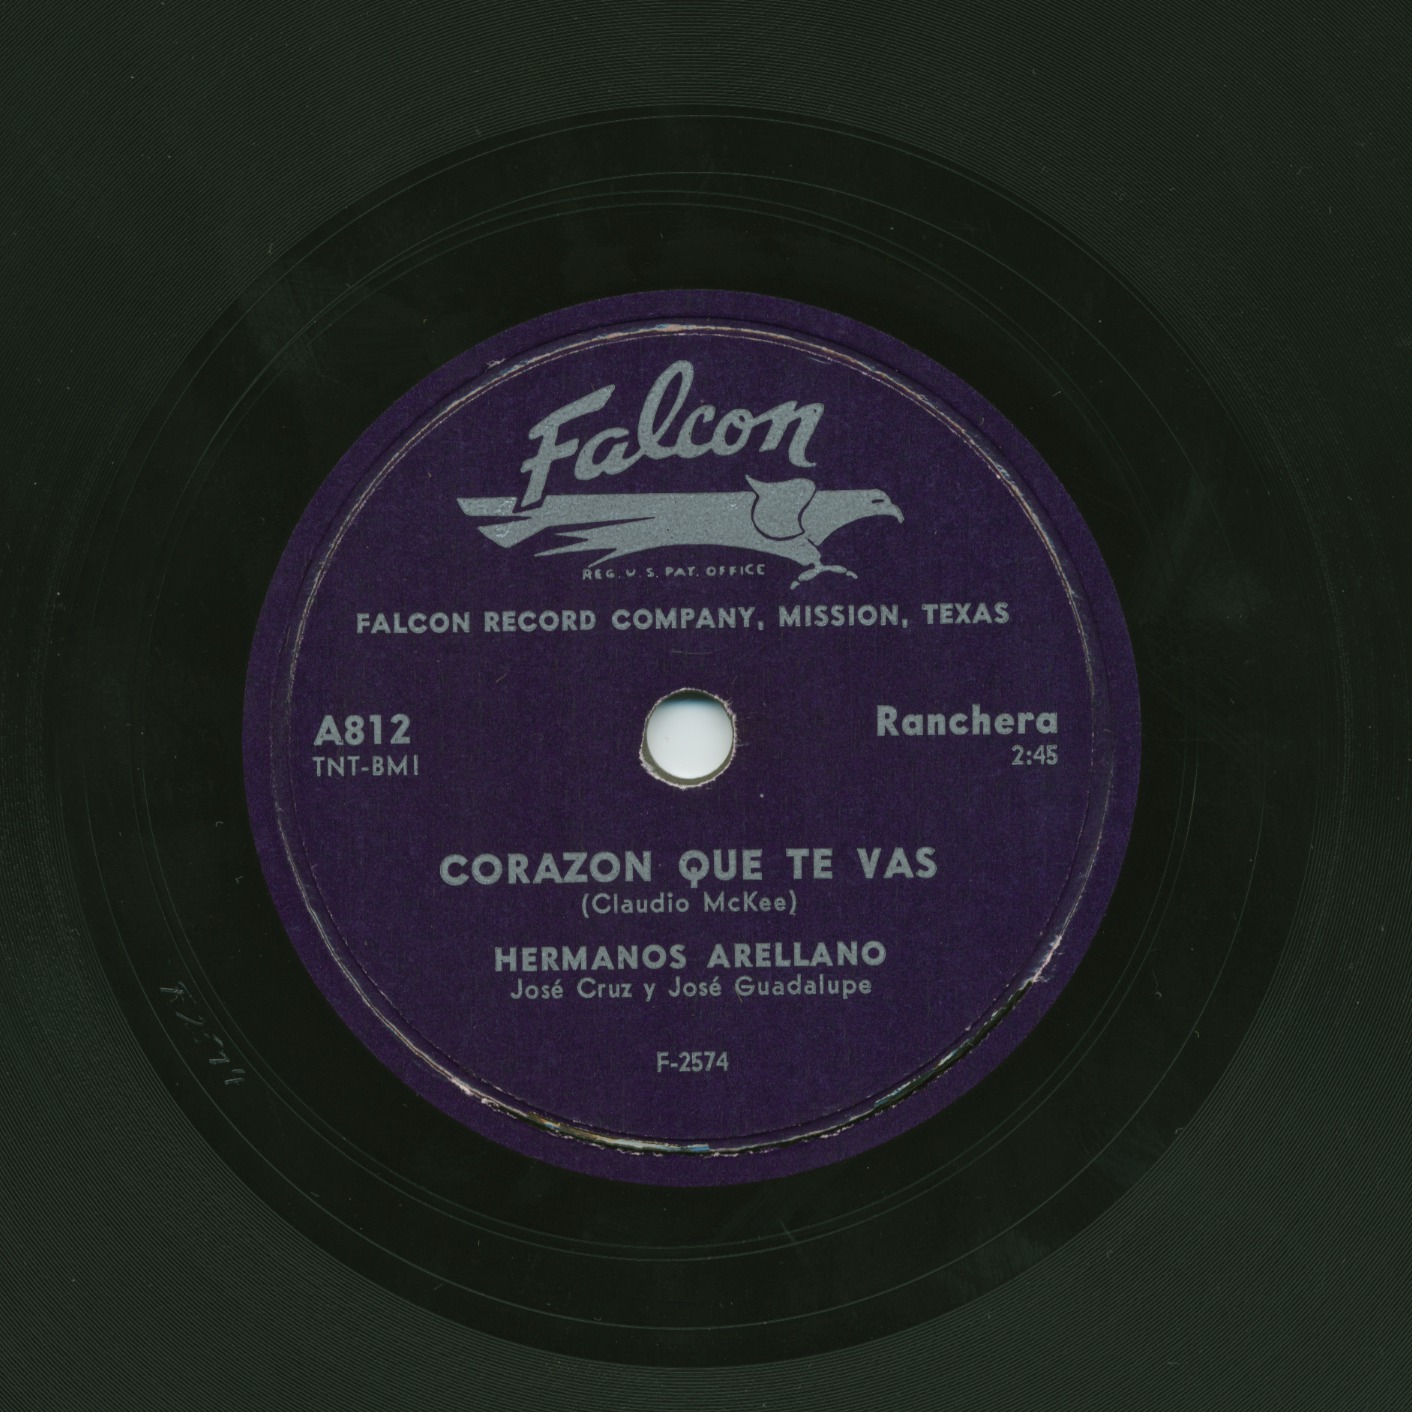 Falcon
REG. U.S. PAT. OFFICE
FALCON RECORD COMPANY, MISSION, TEXAS
A812
TNT-BMI
Ranchera
2:45
CORAZON QUE TE VAS
(Claudio McKee)
HERMANOS ARELLANO
José Cruz y José Guadalupe
F-2574